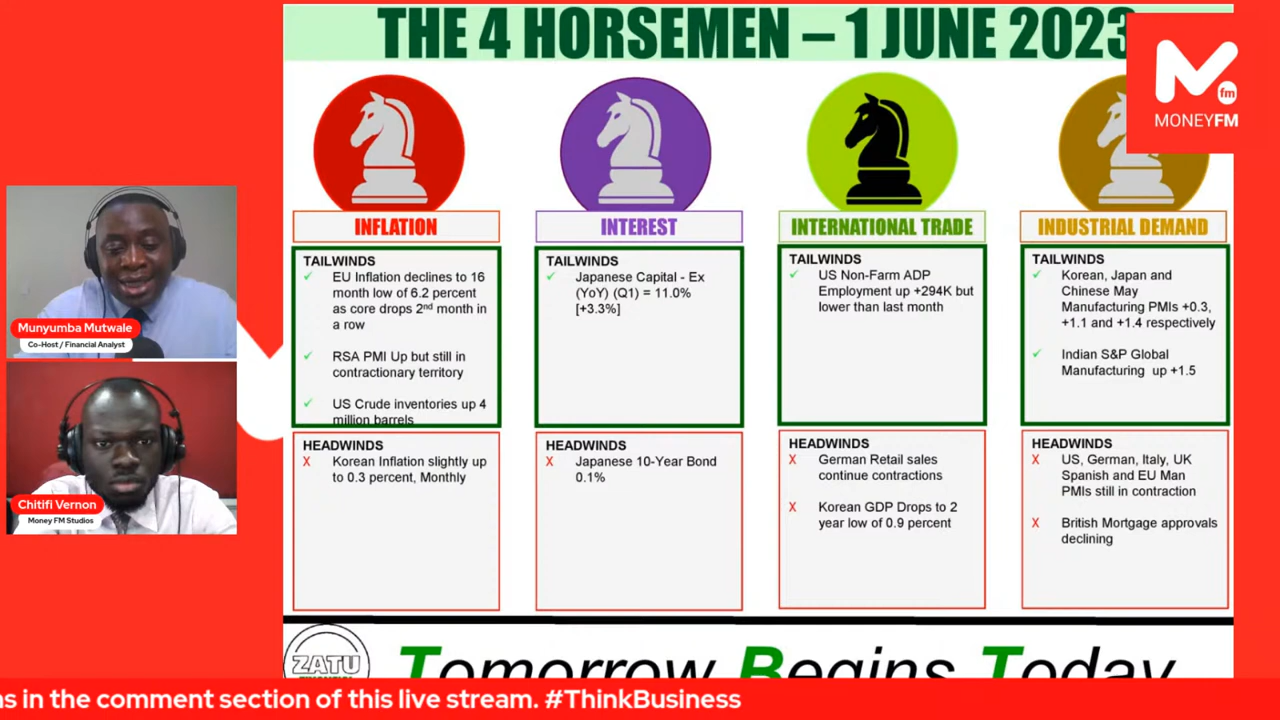 THE 4 HORSEMEN – 1 JUNE 2023
fm
MONEYFM
INFLATION
TAILWINDS
✓ EU Inflation declines to 16
month low of 6.2 percent
as core drops 2nd month in
a row
✓ RSA PMI Up but still in
contractionary territory
✓ US Crude inventories up 4
million barrels
HEADWINDS
X Korean Inflation slightly up
to 0.3 percent, Monthly
INTEREST
TAILWINDS
✓ Japanese Capital - Ex
(YoY) (Q1) = 11.0%
[+3.3%]
HEADWINDS
X Japanese 10-Year Bond
0.1%
INTERNATIONAL TRADE
TAILWINDS
✓ US Non-Farm ADP
Employment up +294K but
lower than last month
HEADWINDS
X German Retail sales
continue contractions
X Korean GDP Drops to 2
year low of 0.9 percent
INDUSTRIAL DEMAND
TAILWINDS
✓ Korean, Japan and
Chinese May
Manufacturing PMIs +0.3,
+1.1 and +1.4 respectively
✓ Indian S&P Global
Manufacturing up +1.5
HEADWINDS
X US, German, Italy, UK
Spanish and EU Man
PMIs still in contraction
X British Mortgage approvals
declining
Munyumba Mutwale
Co-Host / Financial Analyst
Chitifi Vernon
Money FM Studios
ZATU
Tomorrow Begins Today
in the comment section of this live stream. #ThinkBusiness